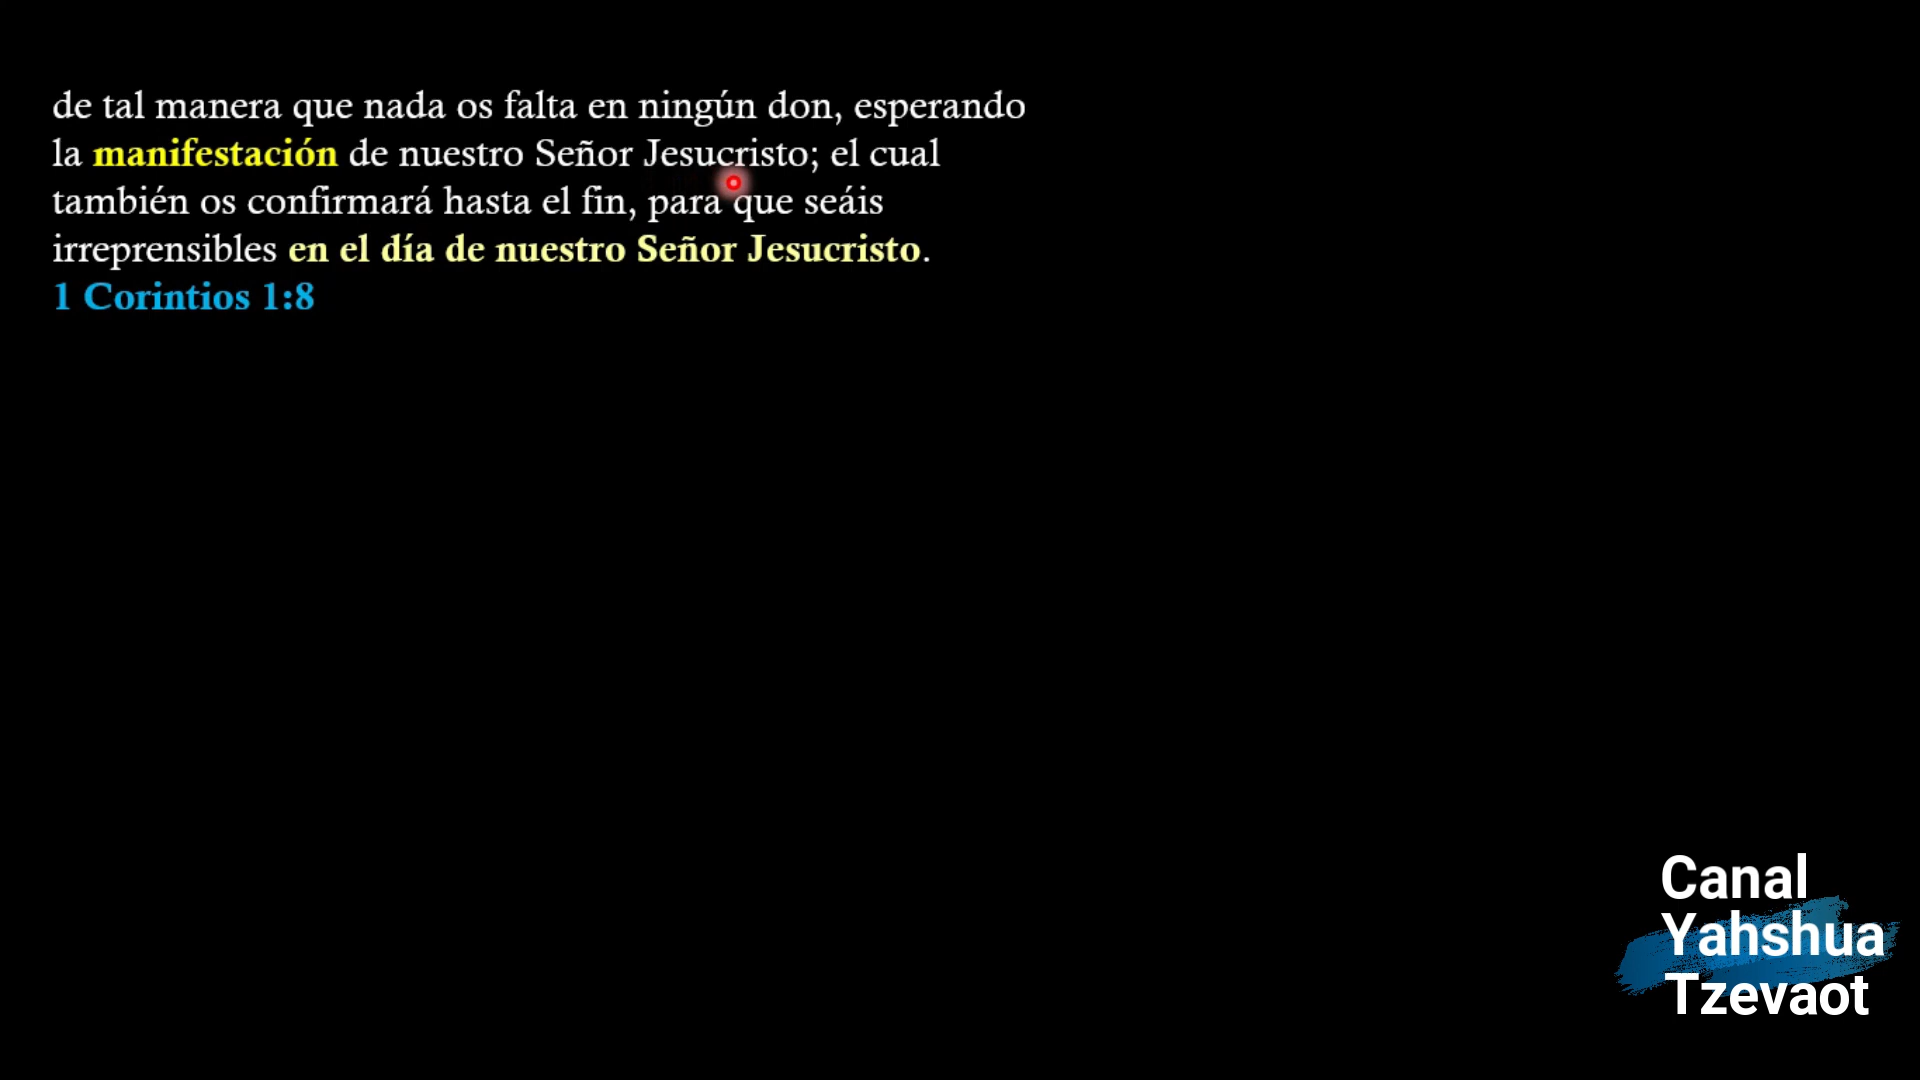 de tal manera que nada os falta en ningún don, esperando
la manifestación de nuestro Señor Jesucristo; el cual
también os confirmará hasta el fin, para que seáis
irreprensibles en el día de nuestro Señor Jesucristo.
1 Corintios 1:8
Canal
Yahshua
Tzevaot